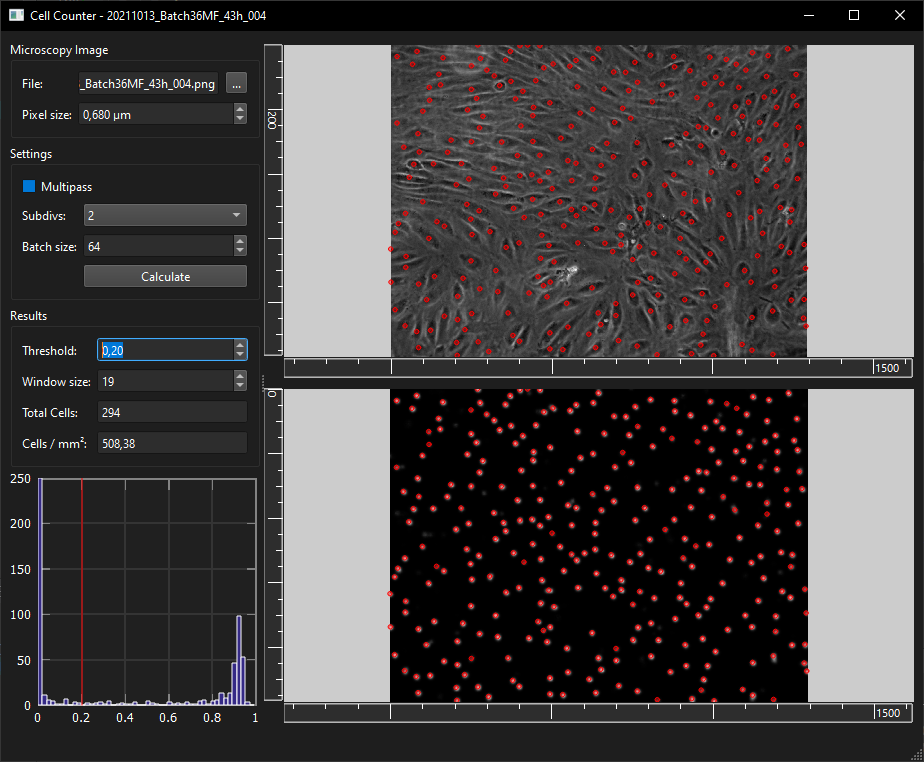 Cell Counter - 20211013_Batch36MF_43h_004
Microscopy Image
File: ._Batch36MF_43h_004.png ...
Pixel size: 0,680 µm
Settings
Multipass
Subdivs: 2
Batch size: 64
Calculate
Results
Threshold: 0,20
Window size: 19
Total Cells: 294
Cells / mm²: 508,38
250
200
150
100
50
0
0 0.2 0.4 0.6 0.8 1
200
1500
0
1500